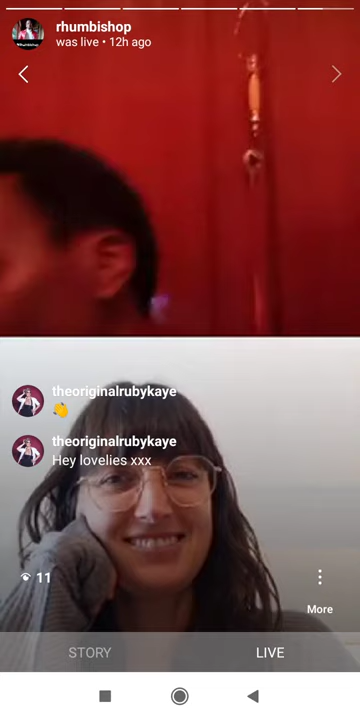 rhumbishop
was live • 12h ago
theoriginalrubykaye
theoriginalrubykaye
Hey lovelies xxx
11
More
STORY
LIVE